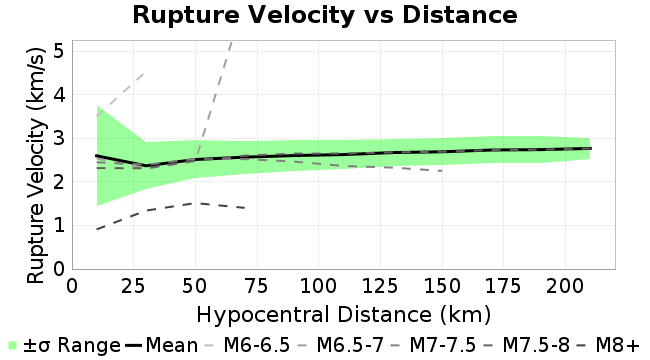 Rupture Velocity vs Distance
Rupture Velocity (km/s)
5
4
3
2
1
0
0 25 50 75 100 125 150 175 200
Hypocentral Distance (km)
±σ Range Mean M6-6.5 M6.5-7 M7-7.5 M7.5-8 M8+